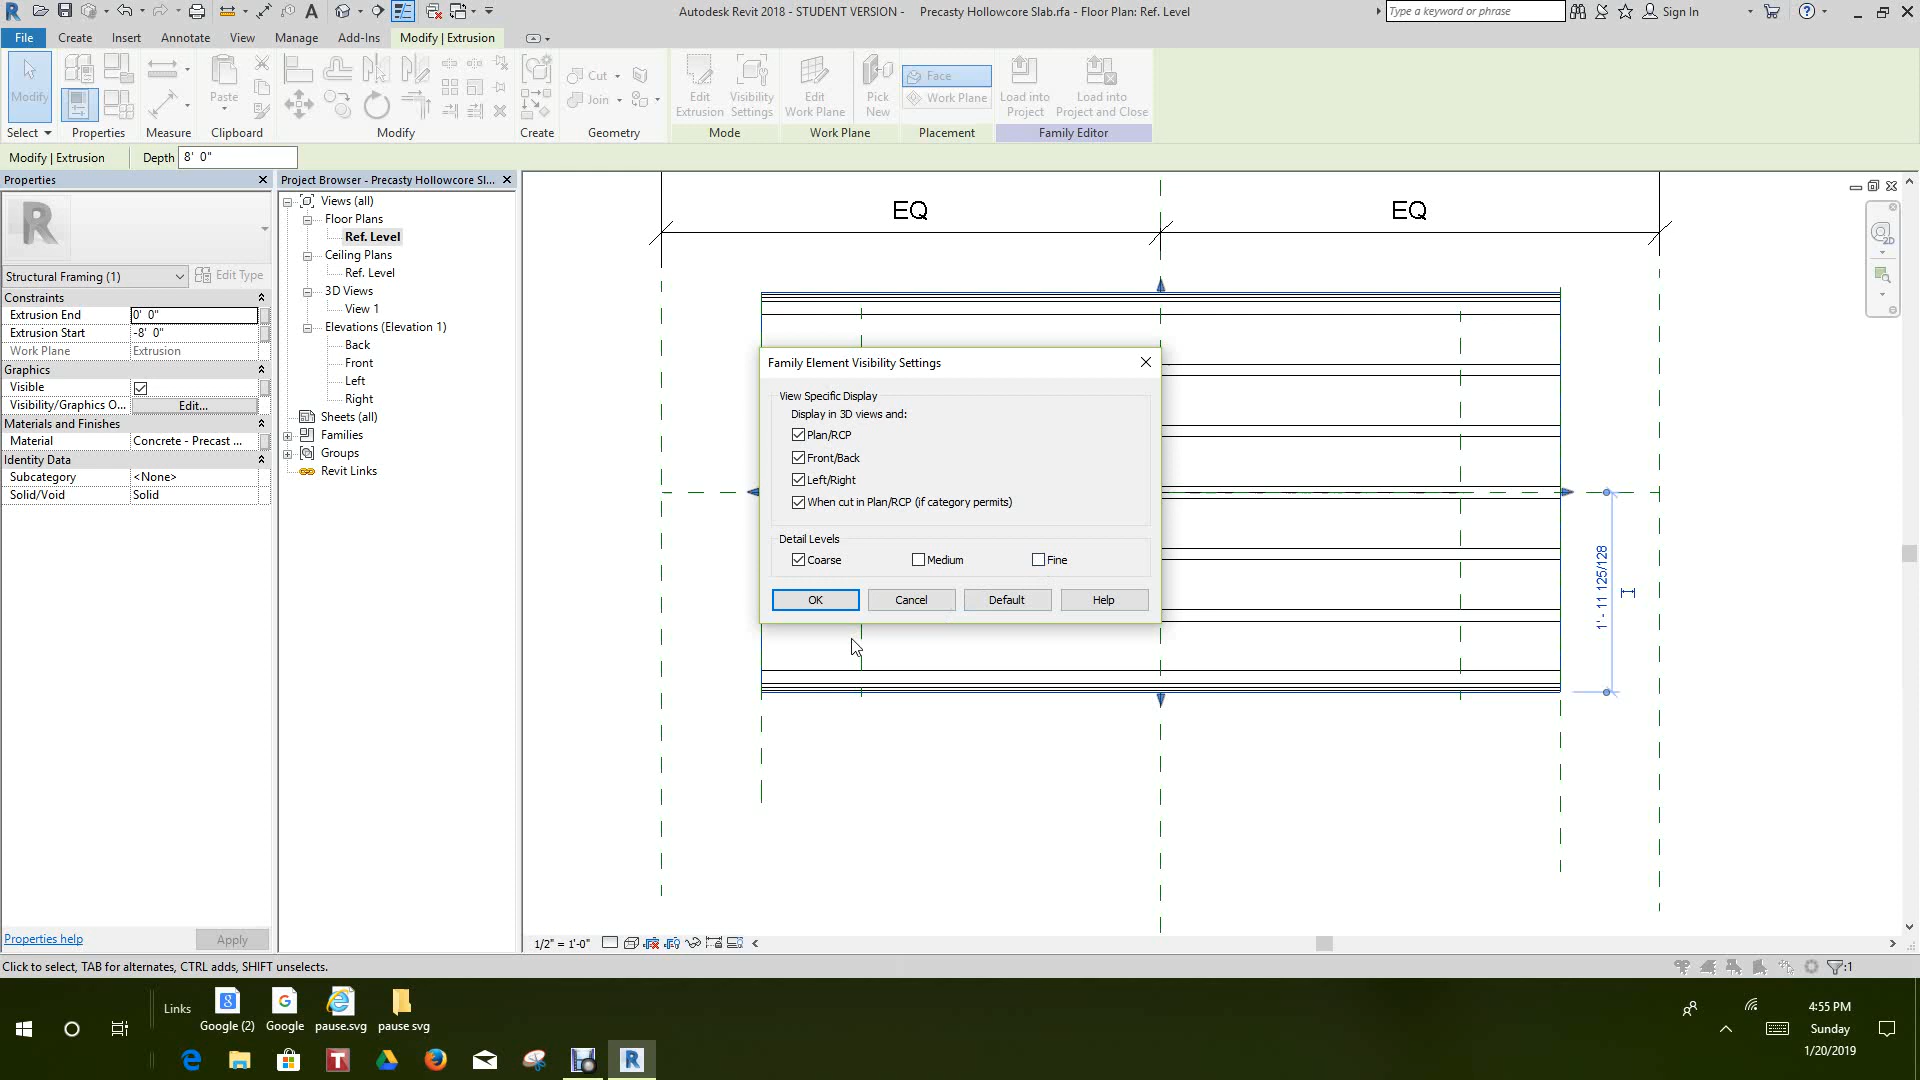 Autodesk Revit 2018 - STUDENT VERSION - Precasty Hollowcore Slab.rfa - Floor Plan: Ref. Level
Type a keyword or phrase
Sign In
File Create Insert Annotate View Manage Add-Ins Modify | Extrusion
Modify
Paste
Cut
Join
Edit Extrusion
Visibility Settings
Edit Work Plane
Pick New
Face
Work Plane
Load into Project
Load into Project and Close
Select Properties Measure Clipboard Modify Create Geometry Mode Work Plane Placement Family Editor
Modify | Extrusion Depth 8' 0"
Properties
Structural Framing (1) Edit Type
Constraints
Extrusion End 0' 0"
Extrusion Start -8' 0"
Work Plane Extrusion
Graphics
Visible
Visibility/Graphics O... Edit...
Materials and Finishes
Material Concrete - Precast ...
Identity Data
Subcategory <None>
Solid/Void Solid
Properties help Apply
Project Browser - Precasty Hollowcore Sl...
Views (all)
Floor Plans
Ref. Level
Ceiling Plans
Ref. Level
3D Views
View 1
Elevations (Elevation 1)
Back
Front
Left
Right
Sheets (all)
Families
Groups
Revit Links
EQ EQ
2D
Family Element Visibility Settings
View Specific Display
Display in 3D views and:
Plan/RCP
Front/Back
Left/Right
When cut in Plan/RCP (if category permits)
Detail Levels
Coarse Medium Fine
OK Cancel Default Help
1' - 11 125/128
1/2" = 1'-0"
Click to select, TAB for alternates, CTRL adds, SHIFT unselects.
:1
Links
Google (2) Google pause.svg pause svg
4:55 PM
Sunday
1/20/2019